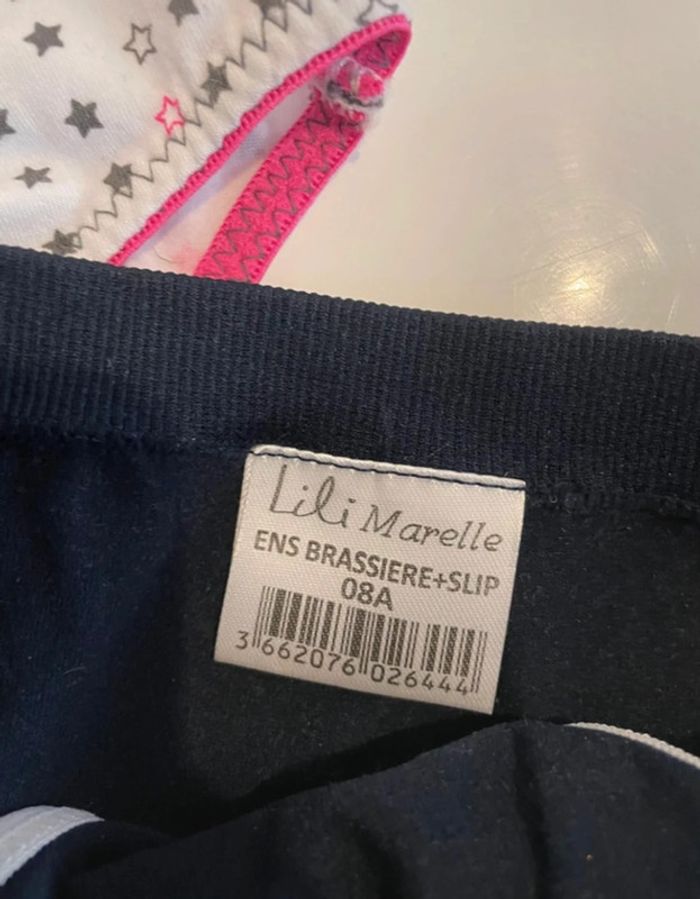 Lili Marelle
ENS BRASSIERE+SLIP
08A
3 662076 026444